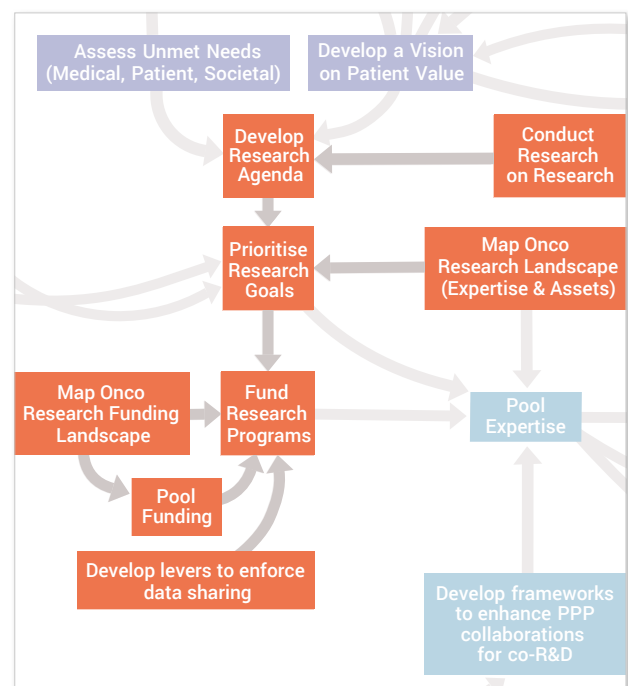 Assess Unmet Needs
(Medical, Patient, Societal)
Develop a Vision
on Patient Value
Develop
Research
Agenda
Conduct
Research
on Research
Prioritise
Research
Goals
Map Onco
Research Landscape
(Expertise & Assets)
Map Onco
Research Funding
Landscape
Fund
Research
Programs
Pool
Expertise
Pool
Funding
Develop levers to enforce
data sharing
Develop frameworks
to enhance PPP
collaborations
for co-R&D